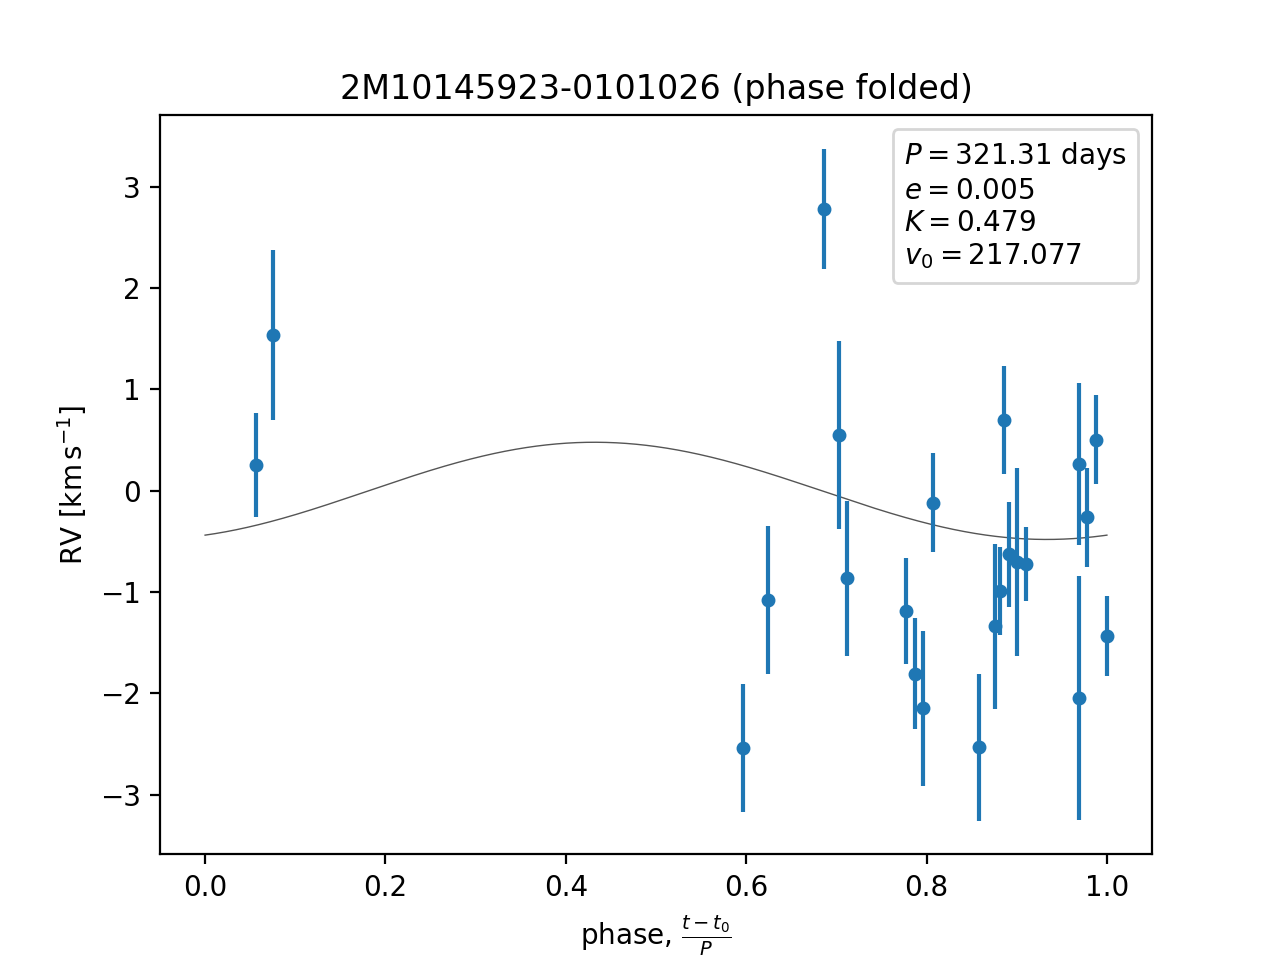 2M10145923-0101026 (phase folded)
P = 321.31 days
e = 0.005
K = 0.479
v₀ = 217.077
RV [km s⁻¹]
3
2
1
0
−1
−2
−3
0.0 0.2 0.4 0.6 0.8 1.0
phase, (t − t₀)/P